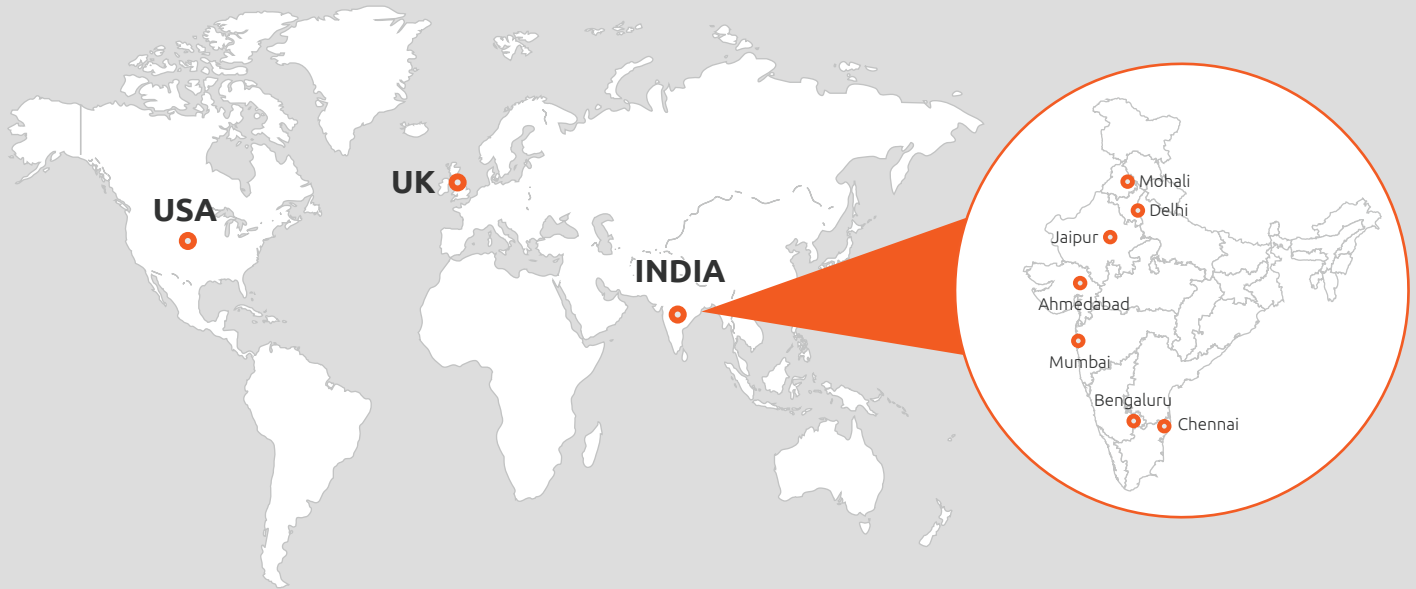 UK
USA
INDIA
Mohali
Delhi
Jaipur
Ahmedabad
Mumbai
Bengaluru
Chennai